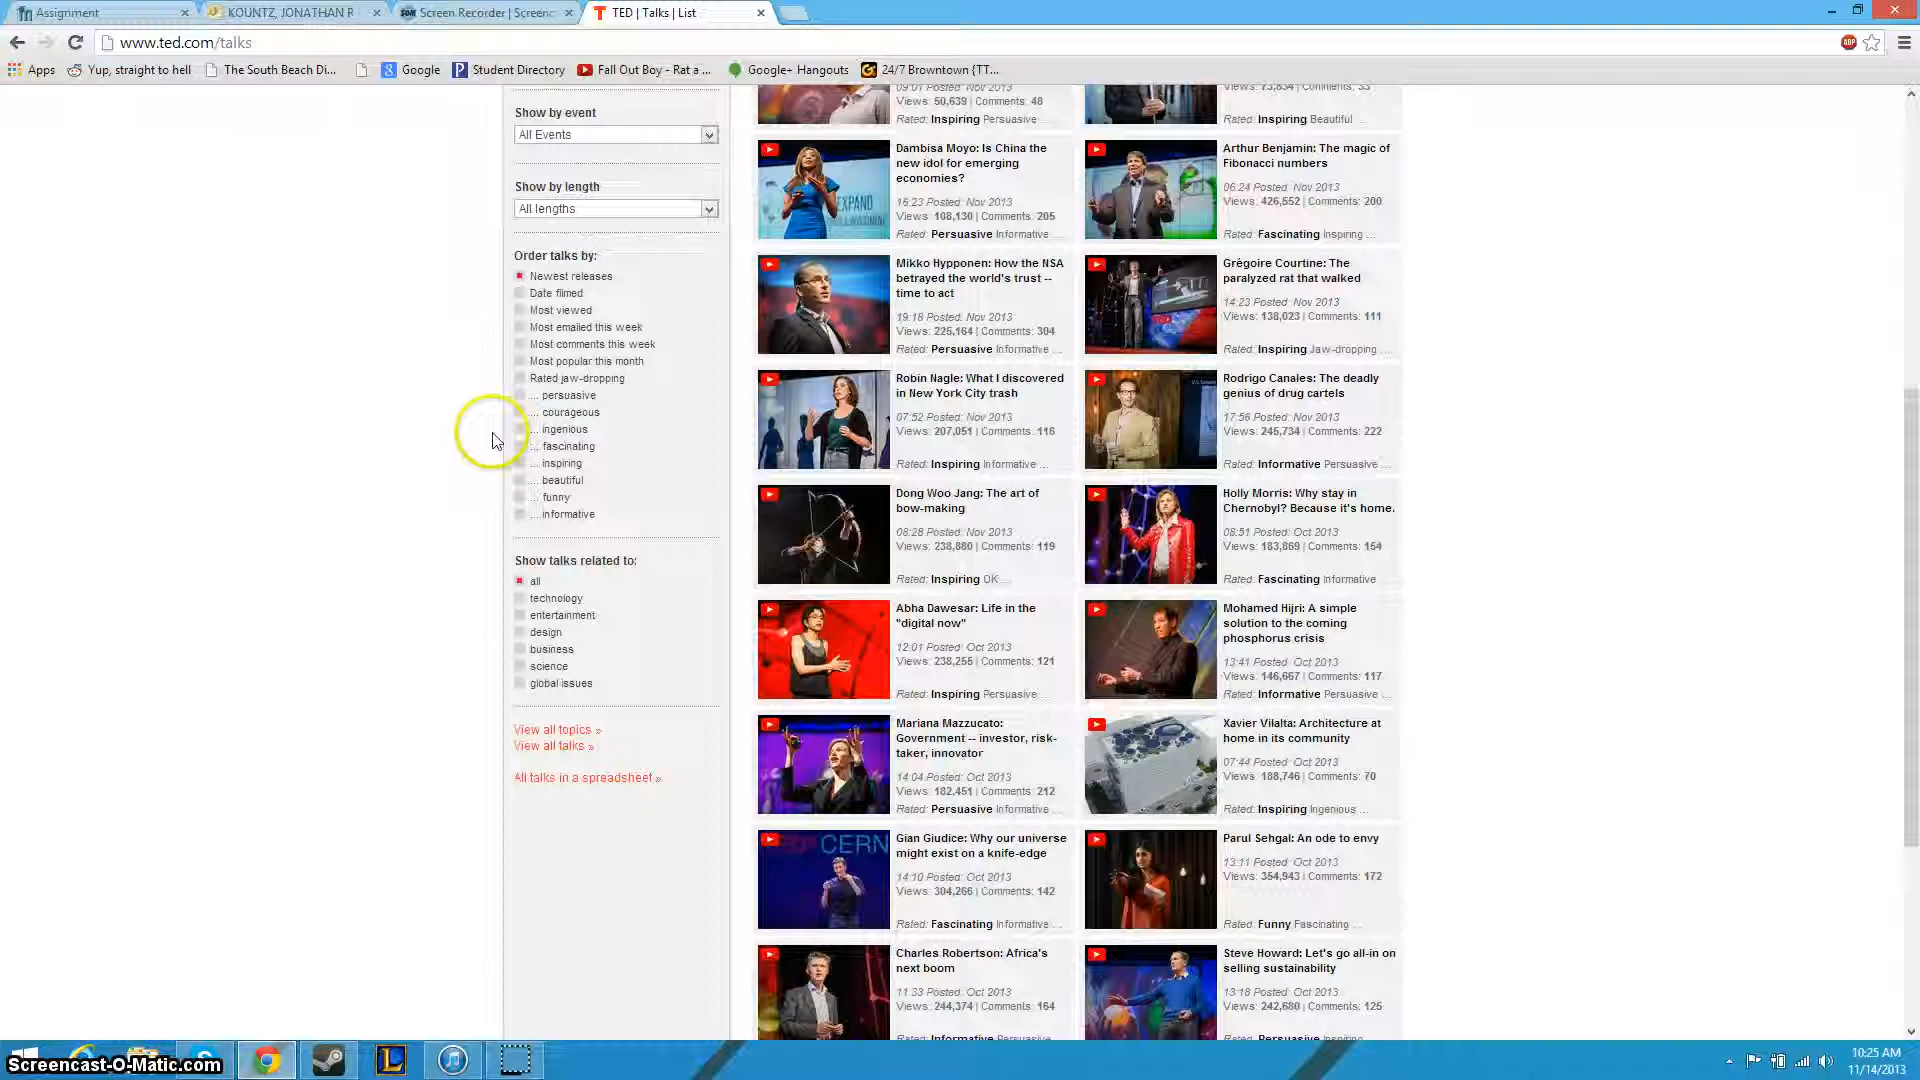 Assignment
KOUNTZ, JONATHAN R
Screen Recorder | Screenc
TED | Talks | List
www.ted.com/talks
ABP
Apps
Yup, straight to hell
The South Beach Di...
Google
Student Directory
Fall Out Boy - Rat a ...
Google+ Hangouts
24/7 Browntown {TT...
Show by event
All Events
Show by length
All lengths
Order talks by:
Newest releases
Date filmed
Most viewed
Most emailed this week
Most comments this week
Most popular this month
Rated jaw-dropping
... persuasive
... courageous
... ingenious
... fascinating
... inspiring
... beautiful
... funny
... informative
Show talks related to:
all
technology
entertainment
design
business
science
global issues
View all topics »
View all talks »
All talks in a spreadsheet »
09:01 Posted: Nov 2013
Views: 50,639 | Comments: 48
Rated: Inspiring Persuasive ...
Views: 73,834 | Comments: 33
Rated: Inspiring Beautiful ...
Dambisa Moyo: Is China the
new idol for emerging
economies?
16:23 Posted: Nov 2013
Views: 108,130 | Comments: 205
Rated: Persuasive Informative ...
EXPAND
Arthur Benjamin: The magic of
Fibonacci numbers
06:24 Posted: Nov 2013
Views: 426,552 | Comments: 200
Rated: Fascinating Inspiring ...
Mikko Hypponen: How the NSA
betrayed the world's trust --
time to act
19:18 Posted: Nov 2013
Views: 225,164 | Comments: 304
Rated: Persuasive Informative ...
Grégoire Courtine: The
paralyzed rat that walked
14:23 Posted: Nov 2013
Views: 138,023 | Comments: 111
Rated: Inspiring Jaw-dropping ...
Robin Nagle: What I discovered
in New York City trash
07:52 Posted: Nov 2013
Views: 207,051 | Comments: 116
Rated: Inspiring Informative ...
Rodrigo Canales: The deadly
genius of drug cartels
17:56 Posted: Nov 2013
Views: 245,734 | Comments: 222
Rated: Informative Persuasive ...
Dong Woo Jang: The art of
bow-making
08:28 Posted: Nov 2013
Views: 238,880 | Comments: 119
Rated: Inspiring OK ...
Holly Morris: Why stay in
Chernobyl? Because it's home.
08:51 Posted: Oct 2013
Views: 183,869 | Comments: 154
Rated: Fascinating Informative ...
Abha Dawesar: Life in the
"digital now"
12:01 Posted: Oct 2013
Views: 238,255 | Comments: 121
Rated: Inspiring Persuasive ...
Mohamed Hijri: A simple
solution to the coming
phosphorus crisis
13:41 Posted: Oct 2013
Views: 146,667 | Comments: 117
Rated: Informative Persuasive ...
Mariana Mazzucato:
Government -- investor, risk-
taker, innovator
14:04 Posted: Oct 2013
Views: 182,451 | Comments: 212
Rated: Persuasive Informative ...
Xavier Vilalta: Architecture at
home in its community
07:44 Posted: Oct 2013
Views: 188,746 | Comments: 70
Rated: Inspiring Ingenious ...
CERN
Gian Giudice: Why our universe
might exist on a knife-edge
14:10 Posted: Oct 2013
Views: 304,266 | Comments: 142
Rated: Fascinating Informative ...
Parul Sehgal: An ode to envy
13:11 Posted: Oct 2013
Views: 354,943 | Comments: 172
Rated: Funny Fascinating ...
Charles Robertson: Africa's
next boom
11:33 Posted: Oct 2013
Views: 244,374 | Comments: 164
Rated: Informative Persuasive ...
Steve Howard: Let's go all-in on
selling sustainability
13:18 Posted: Oct 2013
Views: 242,680 | Comments: 125
Rated: Persuasive Inspiring ...
Screencast-O-Matic.com
10:25 AM
11/14/2013